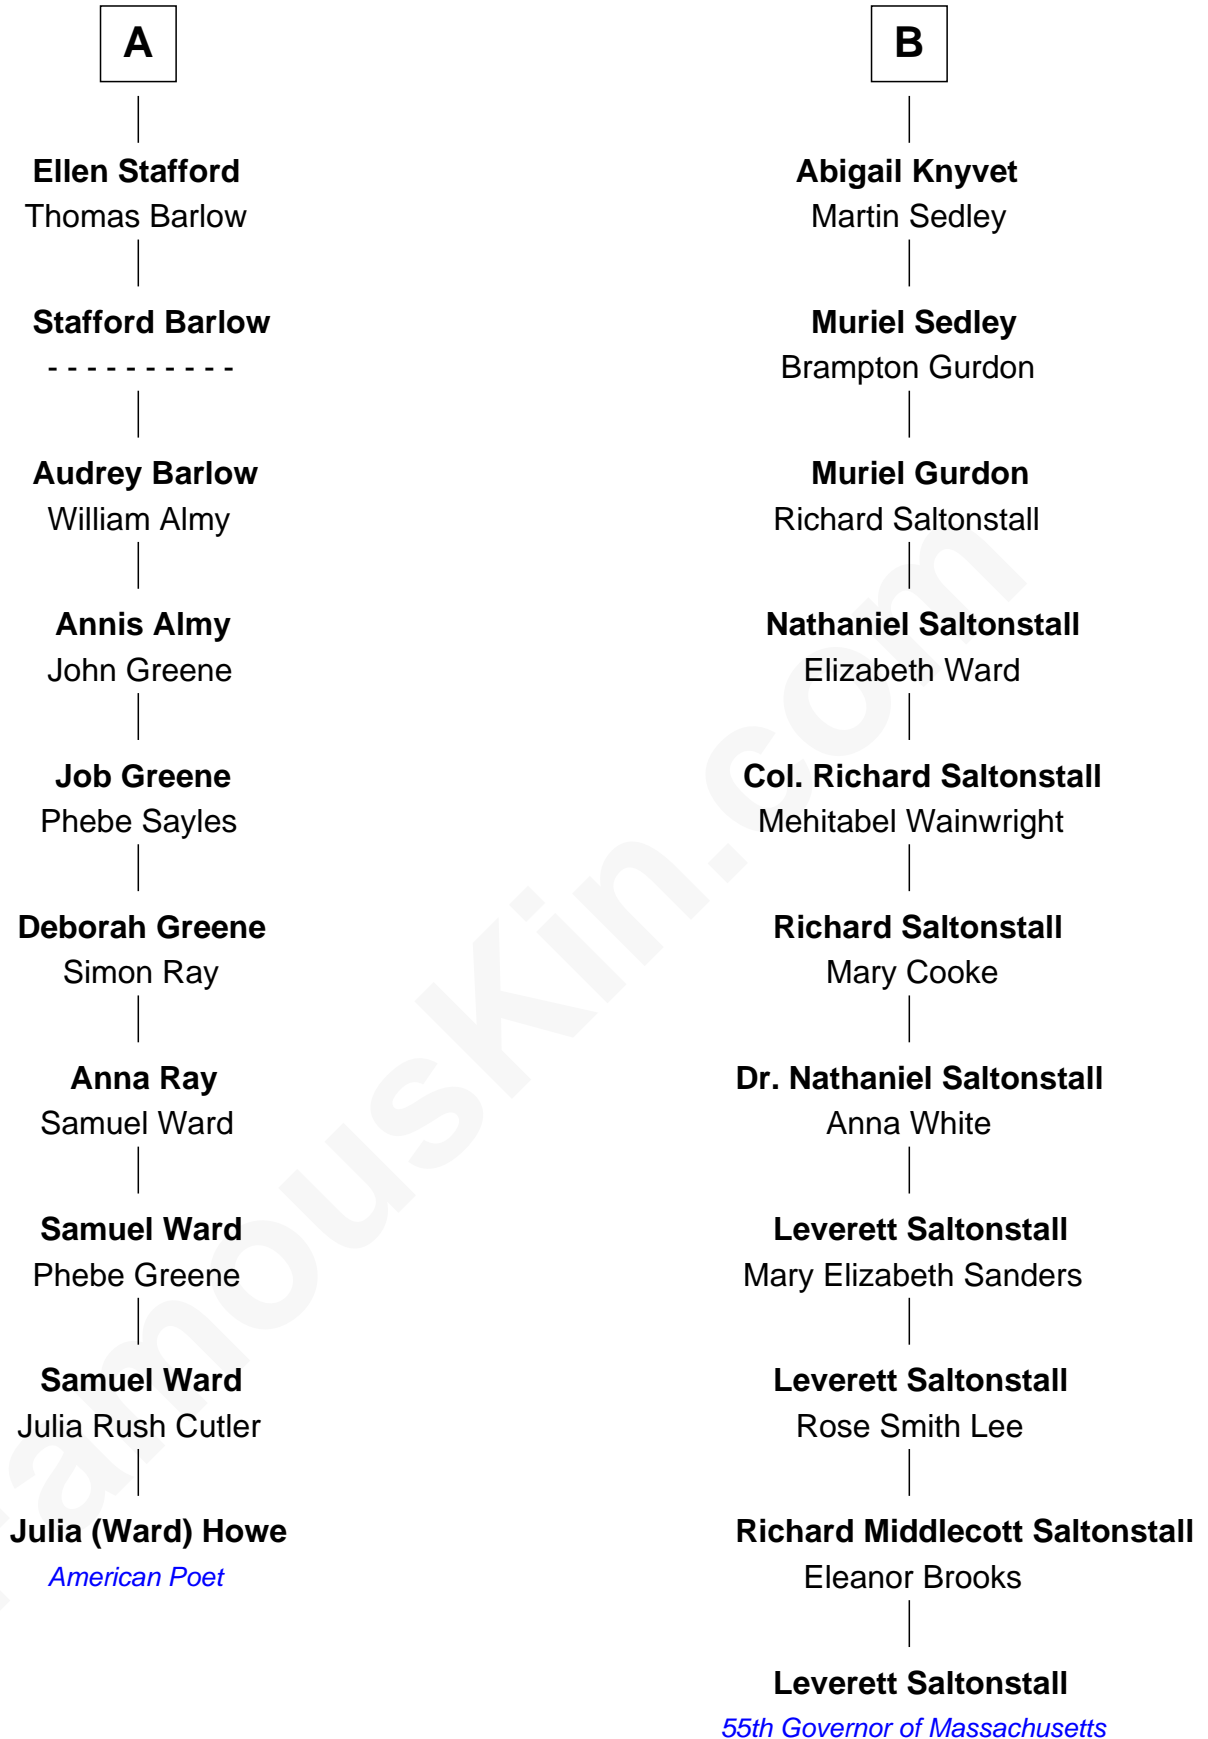 A
Ellen Stafford
Thomas Barlow
Stafford Barlow
- - - - - - - - - -
Audrey Barlow
William Almy
Annis Almy
John Greene
Job Greene
Phebe Sayles
Deborah Greene
Simon Ray
Anna Ray
Samuel Ward
Samuel Ward
Phebe Greene
Samuel Ward
Julia Rush Cutler
Julia (Ward) Howe
American Poet
B
Abigail Knyvet
Martin Sedley
Muriel Sedley
Brampton Gurdon
Muriel Gurdon
Richard Saltonstall
Nathaniel Saltonstall
Elizabeth Ward
Col. Richard Saltonstall
Mehitabel Wainwright
Richard Saltonstall
Mary Cooke
Dr. Nathaniel Saltonstall
Anna White
Leverett Saltonstall
Mary Elizabeth Sanders
Leverett Saltonstall
Rose Smith Lee
Richard Middlecott Saltonstall
Eleanor Brooks
Leverett Saltonstall
55th Governor of Massachusetts
FamousKin.com